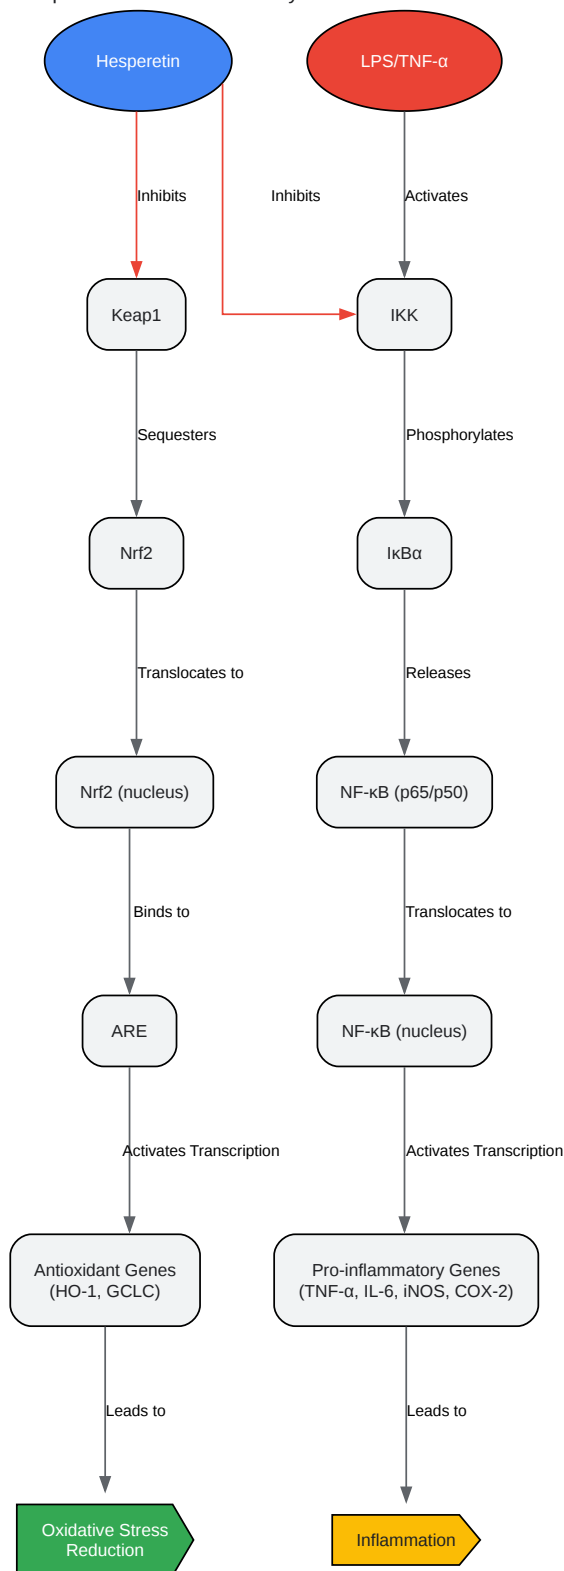 Hesperetin
LPS/TNF-α
Inhibits
Inhibits
Activates
Keap1
IKK
Sequesters
Phosphorylates
Nrf2
IκBα
Translocates to
Releases
Nrf2 (nucleus)
NF-κB (p65/p50)
Binds to
Translocates to
ARE
NF-κB (nucleus)
Activates Transcription
Activates Transcription
Antioxidant Genes
(HO-1, GCLC)
Pro-inflammatory Genes
(TNF-α, IL-6, iNOS, COX-2)
Leads to
Leads to
Oxidative Stress
Reduction
Inflammation